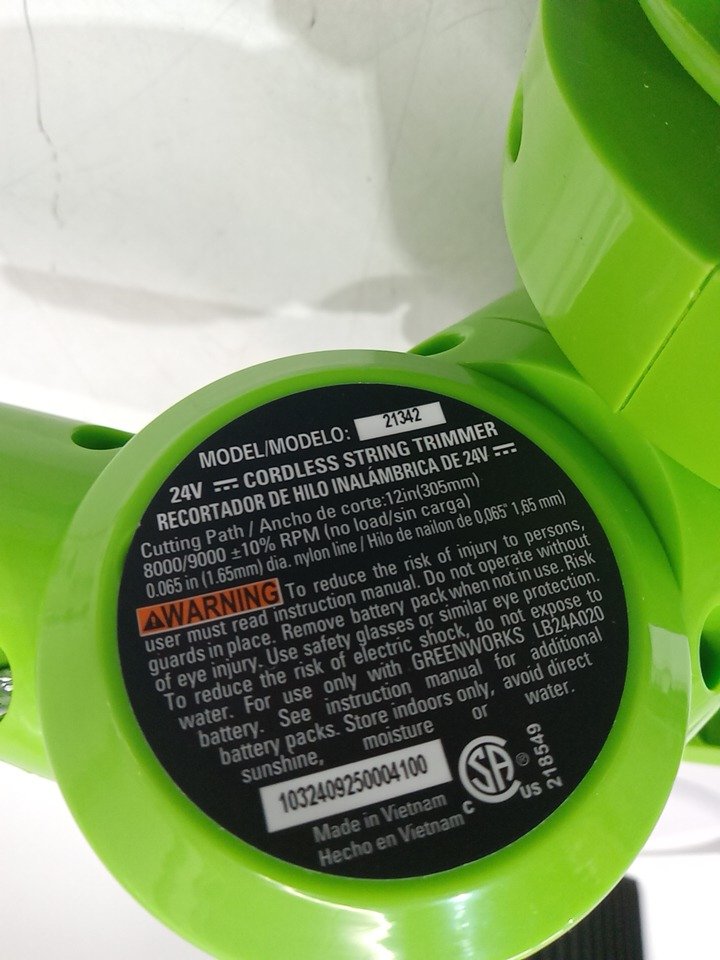 MODEL/MODELO: 21342
24V ⎓ CORDLESS STRING TRIMMER
RECORTADOR DE HILO INALÁMBRICA DE 24V ⎓
Cutting Path / Ancho de corte:12in(305mm)
8000/9000 ±10% RPM (no load/sin carga)
0.065 in (1.65mm) dia. nylon line / Hilo de nailon de 0,065" 1,65 mm)
⚠WARNING To reduce the risk of injury to persons,
user must read instruction manual. Do not operate without
guards in place. Remove battery pack when not in use. Risk
of eye injury. Use safety glasses or similar eye protection.
To reduce the risk of electric shock, do not expose to
water. For use only with GREENWORKS LB24A020
battery. See instruction manual for additional
battery packs. Store indoors only, avoid direct
sunshine, moisture or water.
1032409250004100
Made in Vietnam
Hecho en Vietnam
C SA ® US
218549